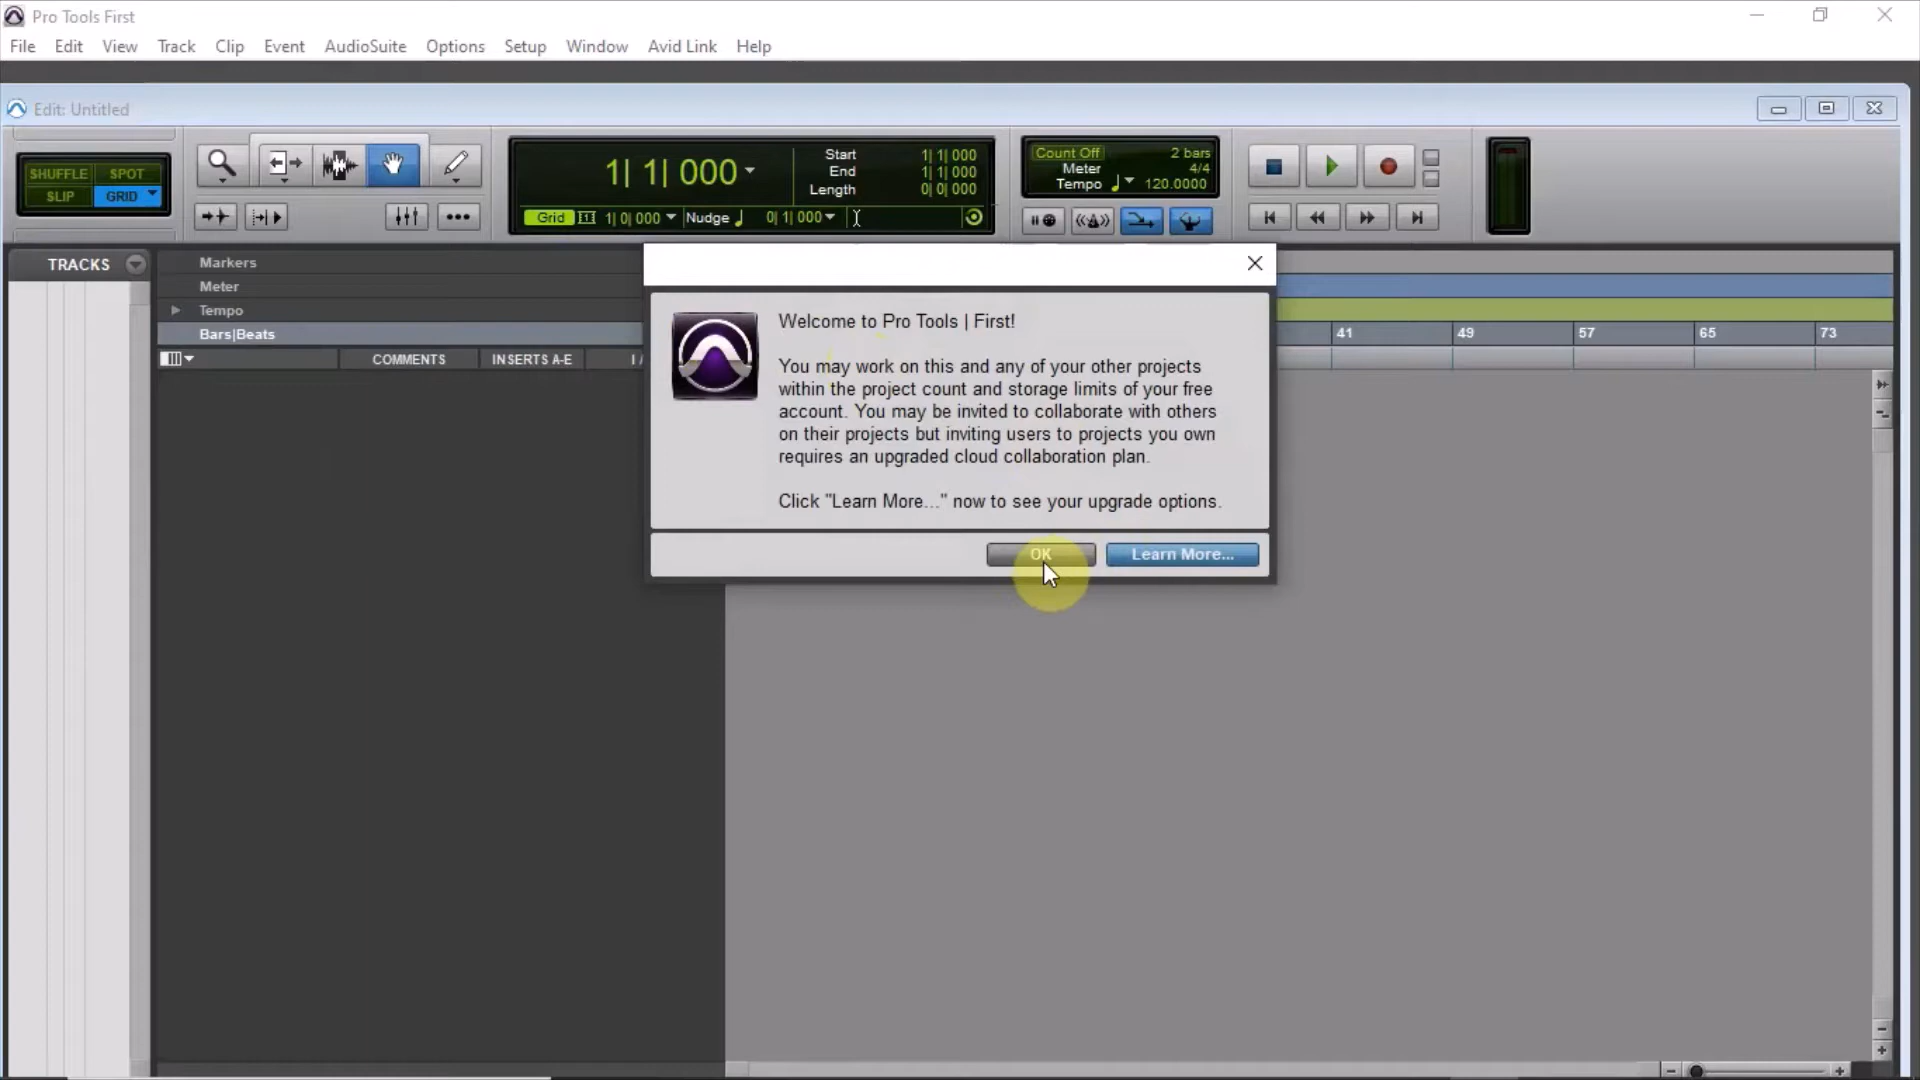 Pro Tools First
File Edit View Track Clip Event AudioSuite Options Setup Window Avid Link Help
Edit: Untitled
SHUFFLE SPOT
SLIP GRID
1| 1| 000
Start 1| 1| 000
End 1| 1| 000
Length 0| 0| 000
Grid 1| 0| 000 Nudge 0| 1| 000
Count Off 2 bars
Meter 4/4
Tempo 120.0000
TRACKS
Markers
Meter
Tempo
Bars|Beats
41 49 57 65 73
COMMENTS INSERTS A-E I /
Welcome to Pro Tools | First!
You may work on this and any of your other projects
within the project count and storage limits of your free
account. You may be invited to collaborate with others
on their projects but inviting users to projects you own
requires an upgraded cloud collaboration plan.
Click "Learn More..." now to see your upgrade options.
OK Learn More...